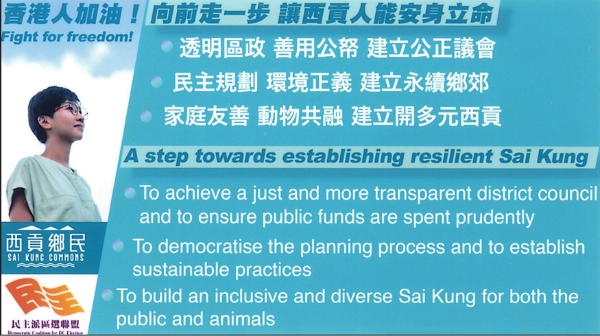 香港人加油！
Fight for freedom!
向前走一步 讓西貢人能安身立命
透明區政 善用公帑 建立公正議會
民主規劃 環境正義 建立永續鄉郊
家庭友善 動物共融 建立開多元西貢
A step towards establishing resilient Sai Kung
To achieve a just and more transparent district council
and to ensure public funds are spent prudently
To democratise the planning process and to establish
sustainable practices
To build an inclusive and diverse Sai Kung for both the
public and animals
西貢鄉民
SAI KUNG COMMONS
民主
民主派區選聯盟
Democratic Coalition for DC Election